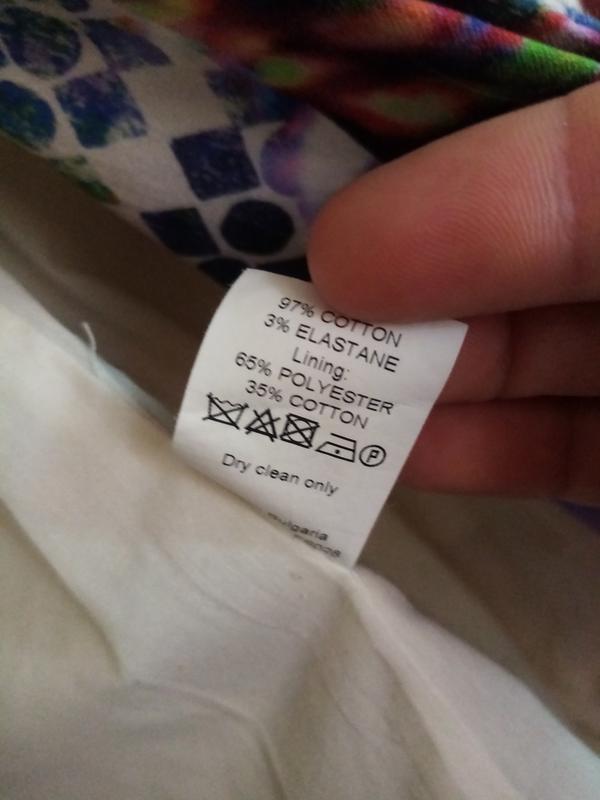 97% COTTON
3% ELASTANE
Lining:
65% POLYESTER
35% COTTON
P
Dry clean only